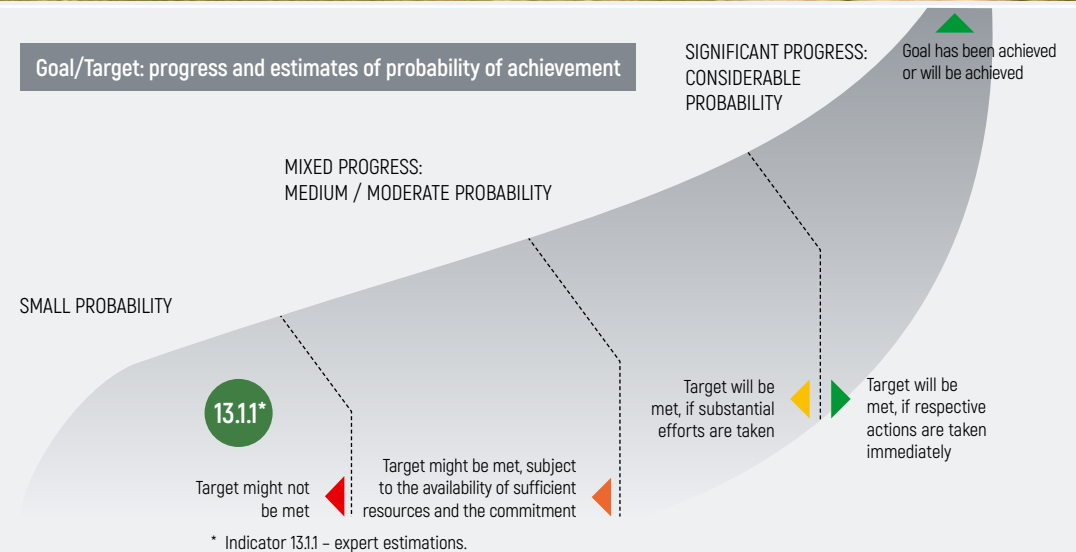 Goal/Target: progress and estimates of probability of achievement
SIGNIFICANT PROGRESS:
CONSIDERABLE
PROBABILITY
Goal has been achieved
or will be achieved
MIXED PROGRESS:
MEDIUM / MODERATE PROBABILITY
SMALL PROBABILITY
13.1.1*
Target might not
be met
Target might be met, subject
to the availability of sufficient
resources and the commitment
Target will be
met, if substantial
efforts are taken
Target will be
met, if respective
actions are taken
immediately
* Indicator 13.1.1 – expert estimations.